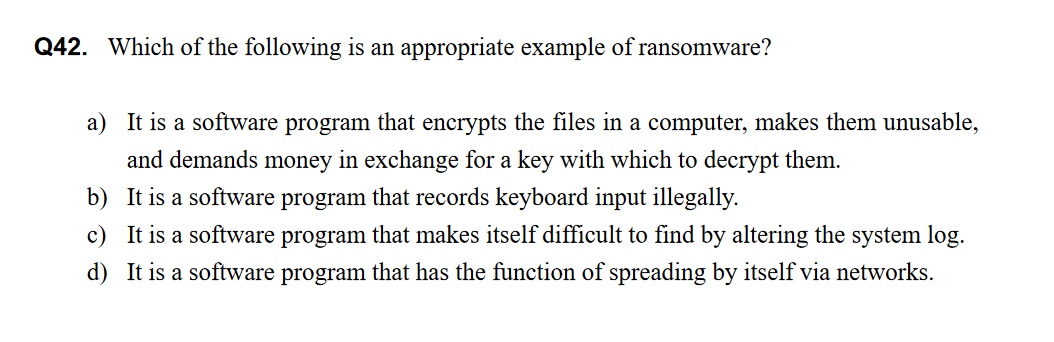 Q42. Which of the following is an appropriate example of ransomware?
a) It is a software program that encrypts the files in a computer, makes them unusable,
and demands money in exchange for a key with which to decrypt them.
b) It is a software program that records keyboard input illegally.
c) It is a software program that makes itself difficult to find by altering the system log.
d) It is a software program that has the function of spreading by itself via networks.